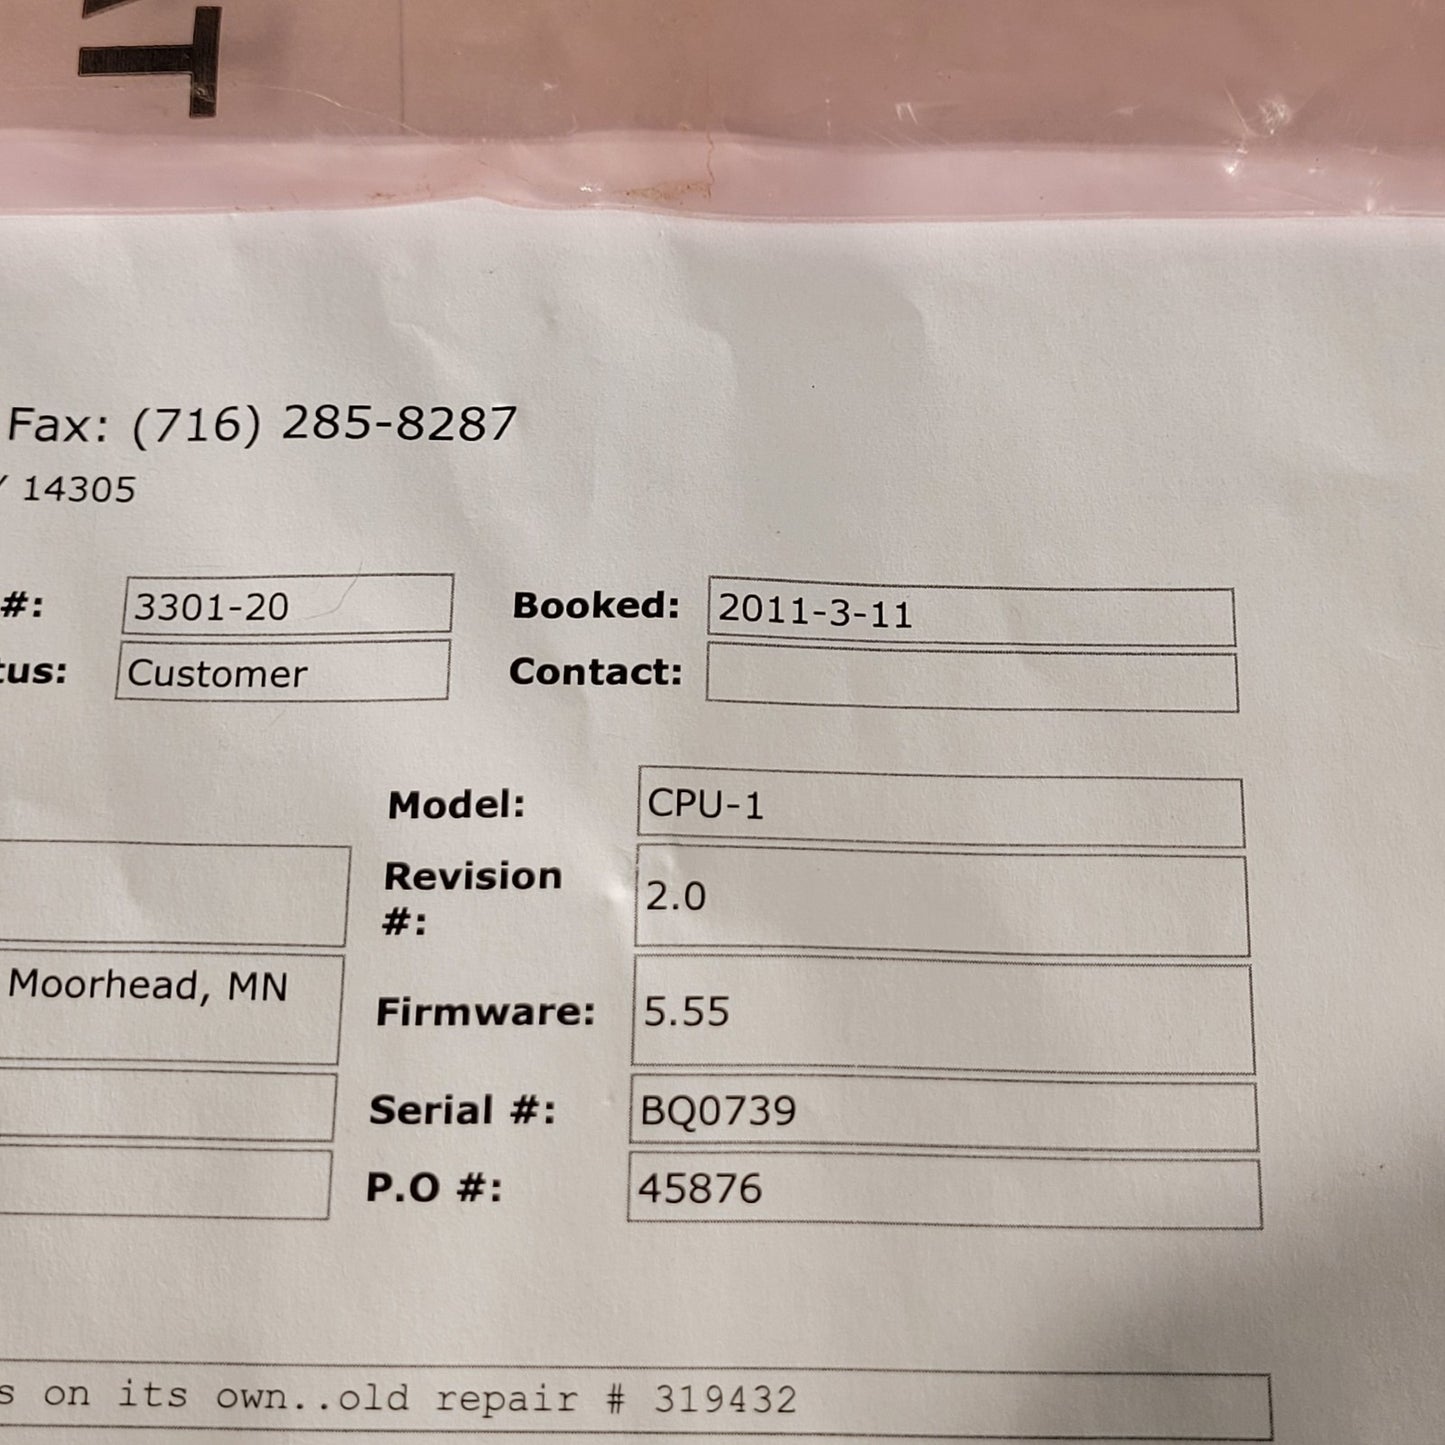 T
Fax: (716) 285-8287
14305
#: 3301-20 Booked: 2011-3-11
tus: Customer Contact:
Model: CPU-1
Revision #: 2.0
Moorhead, MN
Firmware: 5.55
Serial #: BQ0739
P.O #: 45876
s on its own..old repair # 319432